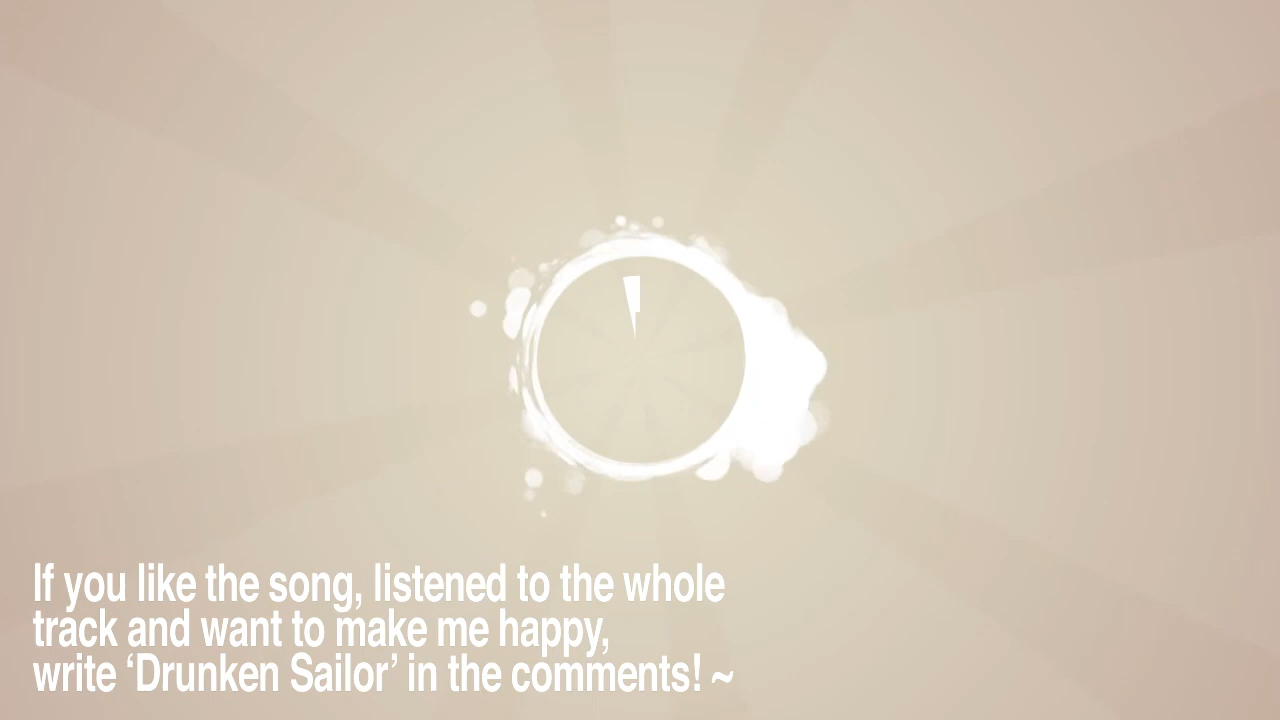 If you like the song, listened to the whole
track and want to make me happy,
write ‘Drunken Sailor’ in the comments! ~